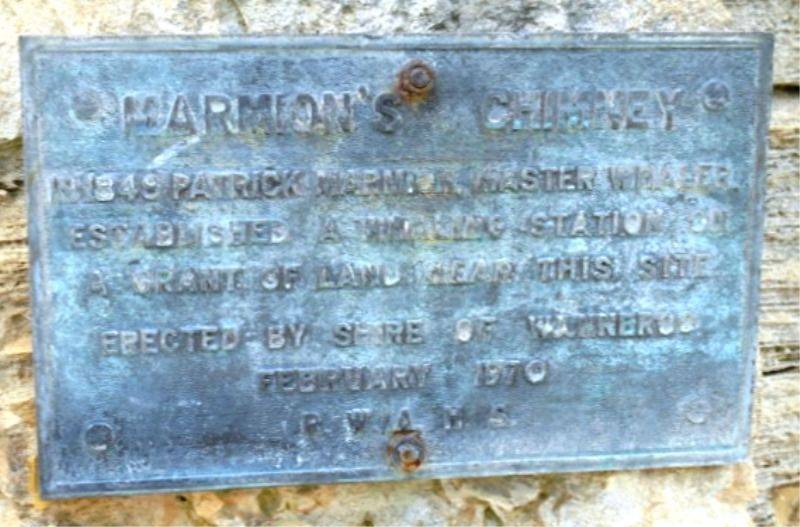 MARMION'S CHIMNEY
IN 1849 PATRICK MARMION, MASTER WHALER,
ESTABLISHED A WHALING STATION ON
A GRANT OF LAND NEAR THIS SITE
ERECTED BY SHIRE OF WANNEROO
FEBRUARY 1970
R. W. A. H. S.